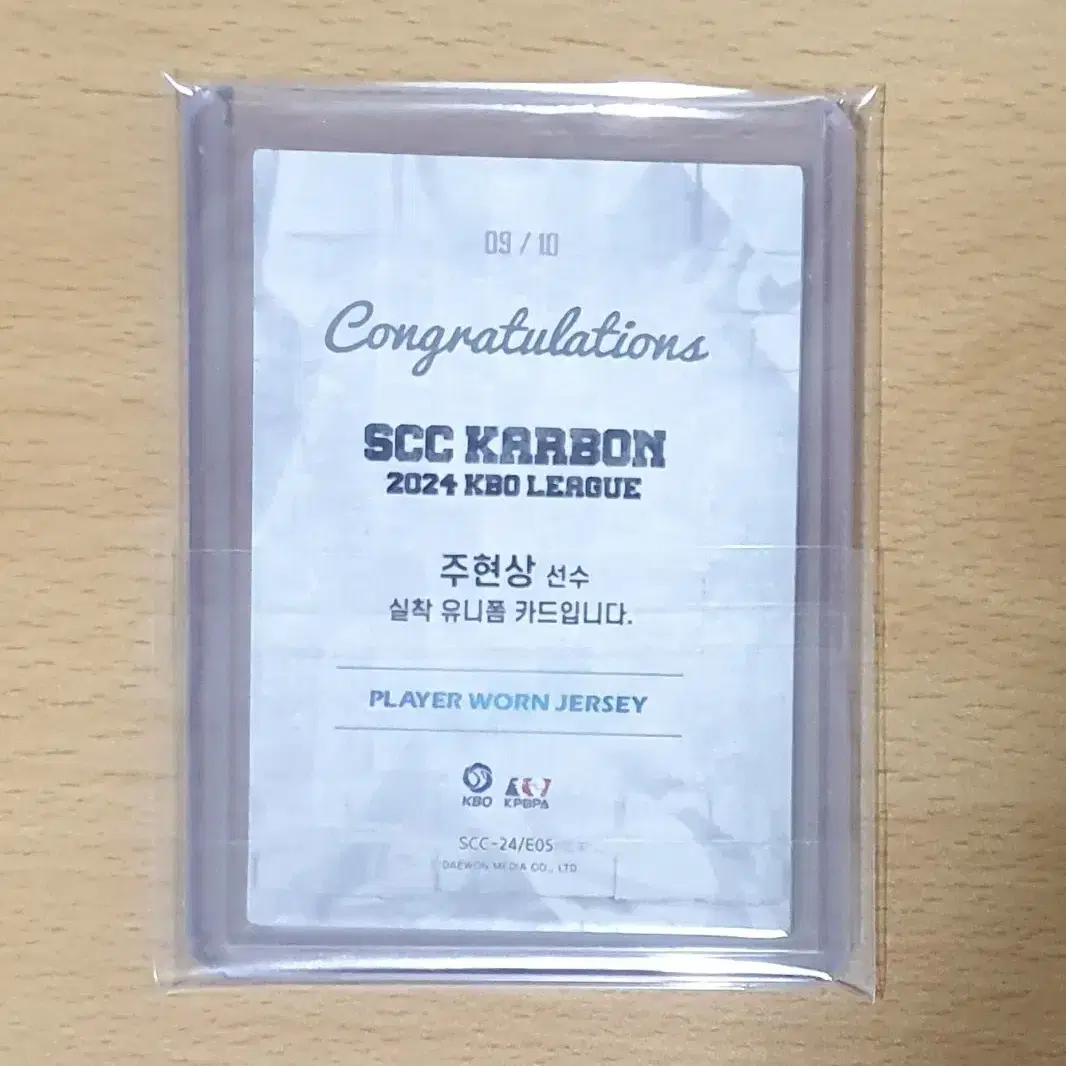 09 / 10
Congratulations
SCC KARBON
2024 KBO LEAGUE
주현상 선수
실착 유니폼 카드입니다.
PLAYER WORN JERSEY
KBO KPBPA
SCC-24/E05
DAEWON MEDIA CO., LTD